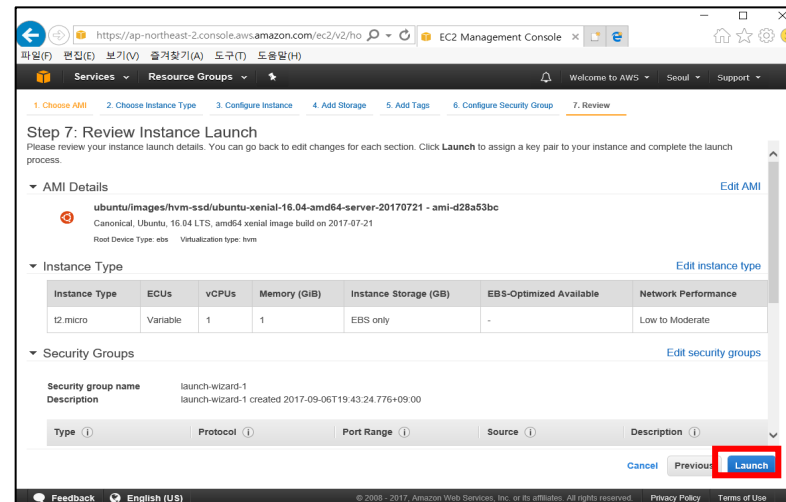 https://ap-northeast-2.console.aws.amazon.com/ec2/v2/ho
EC2 Management Console
파일(F) 편집(E) 보기(V) 즐겨찾기(A) 도구(T) 도움말(H)
Services Resource Groups Welcome to AWS Seoul Support
1. Choose AMI 2. Choose Instance Type 3. Configure Instance 4. Add Storage 5. Add Tags 6. Configure Security Group 7. Review
Step 7: Review Instance Launch
Please review your instance launch details. You can go back to edit changes for each section. Click Launch to assign a key pair to your instance and complete the launch
process.
AMI Details Edit AMI
ubuntu/images/hvm-ssd/ubuntu-xenial-16.04-amd64-server-20170721 - ami-d28a53bc
Canonical, Ubuntu, 16.04 LTS, amd64 xenial image build on 2017-07-21
Root Device Type: ebs Virtualization type: hvm
Instance Type Edit instance type
Instance Type ECUs vCPUs Memory (GiB) Instance Storage (GB) EBS-Optimized Available Network Performance
t2.micro Variable 1 1 EBS only - Low to Moderate
Security Groups Edit security groups
Security group name launch-wizard-1
Description launch-wizard-1 created 2017-09-06T19:43:24.776+09:00
Type Protocol Port Range Source Description
Cancel Previous Launch
Feedback English (US) © 2008 - 2017, Amazon Web Services, Inc. or its affiliates. All rights reserved. Privacy Policy Terms of Use